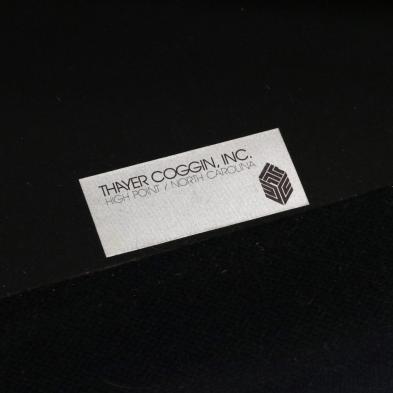 THAYER COGGIN, INC.
HIGH POINT / NORTH CAROLINA